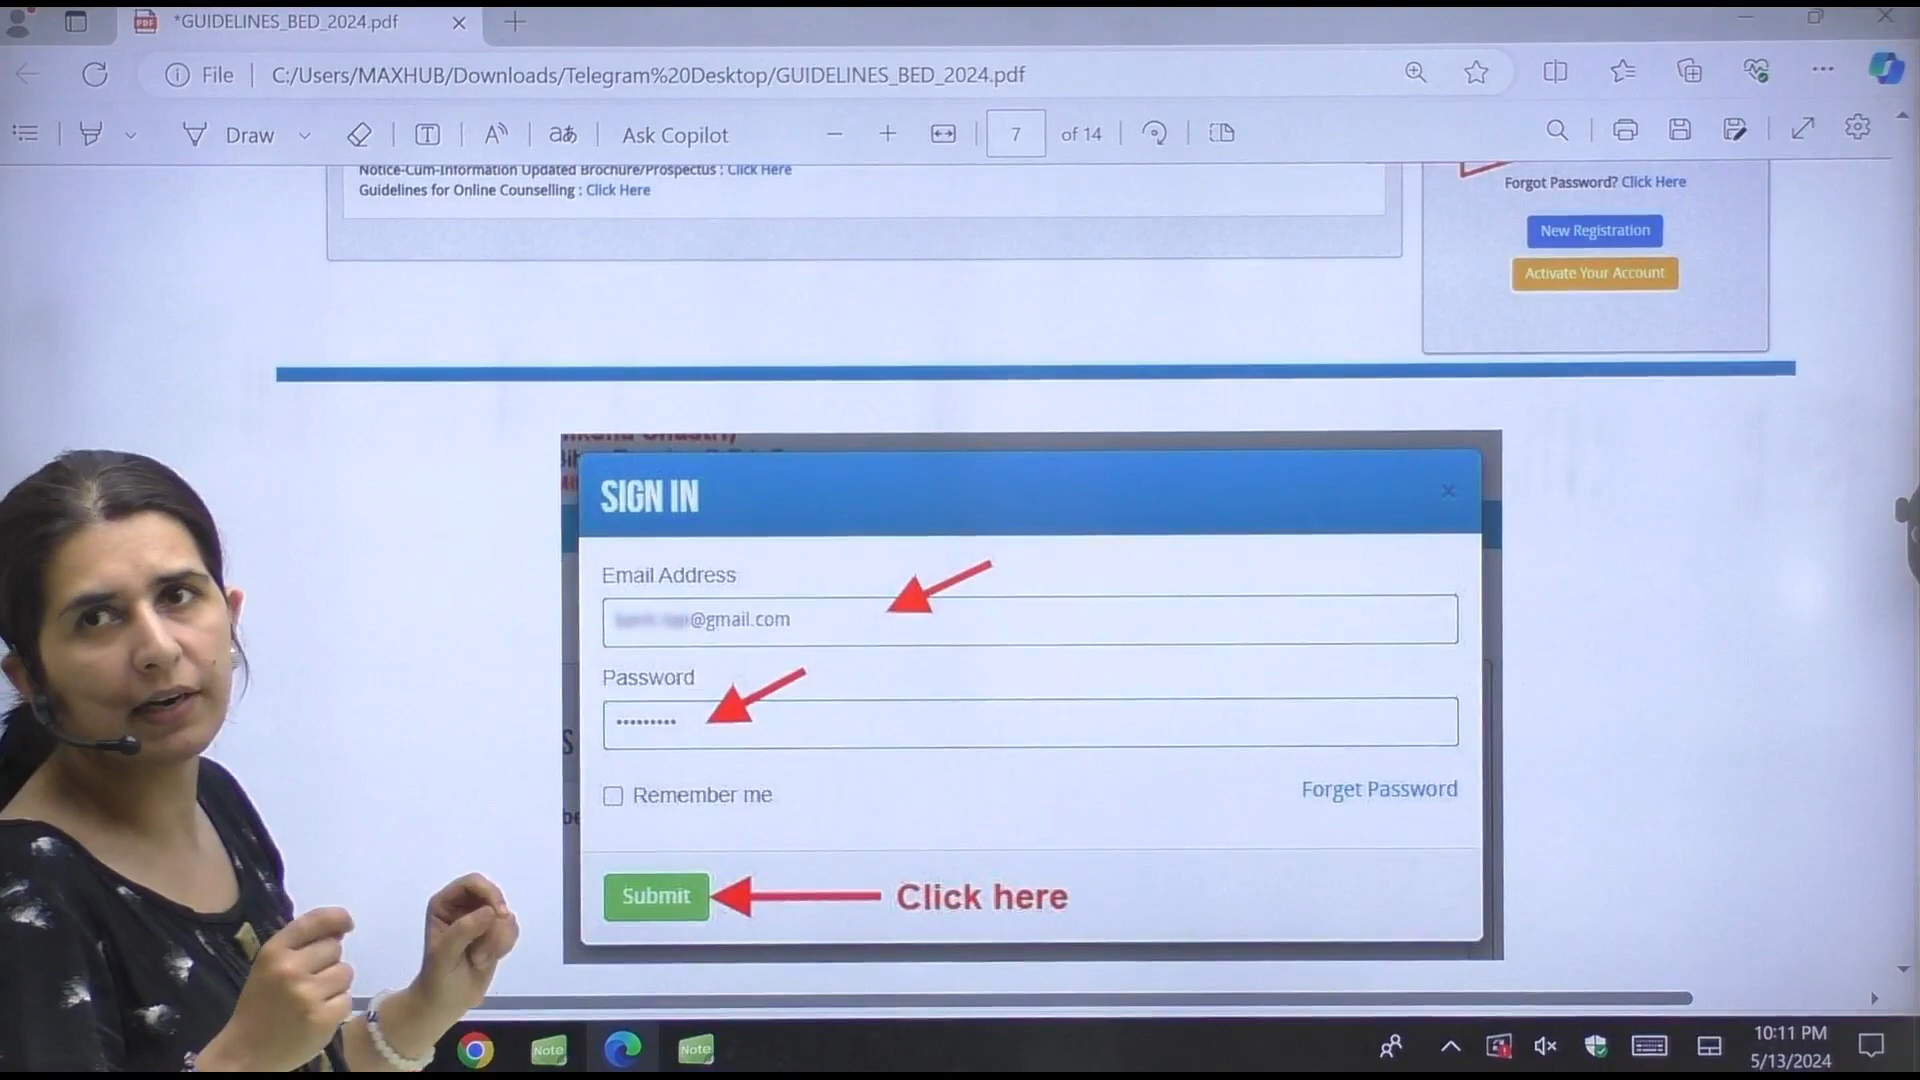 *GUIDELINES_BED_2024.pdf
File
C:/Users/MAXHUB/Downloads/Telegram%20Desktop/GUIDELINES_BED_2024.pdf
Draw
Ask Copilot
7
of 14
Notice-Cum-Information Updated Brochure/Prospectus : Click Here
Guidelines for Online Counselling : Click Here
Forgot Password? Click Here
New Registration
Activate Your Account
SIGN IN
Email Address
@gmail.com
Password
Remember me
Forget Password
Submit
Click here
Note
Note
10:11 PM
5/13/2024